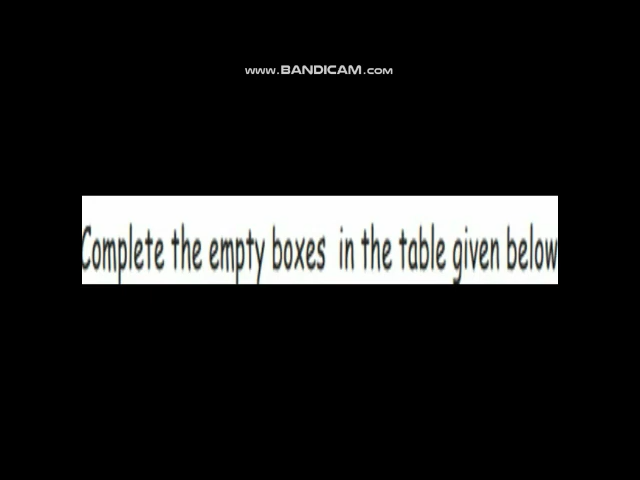 www.BANDICAM.com
Complete the empty boxes in the table given below